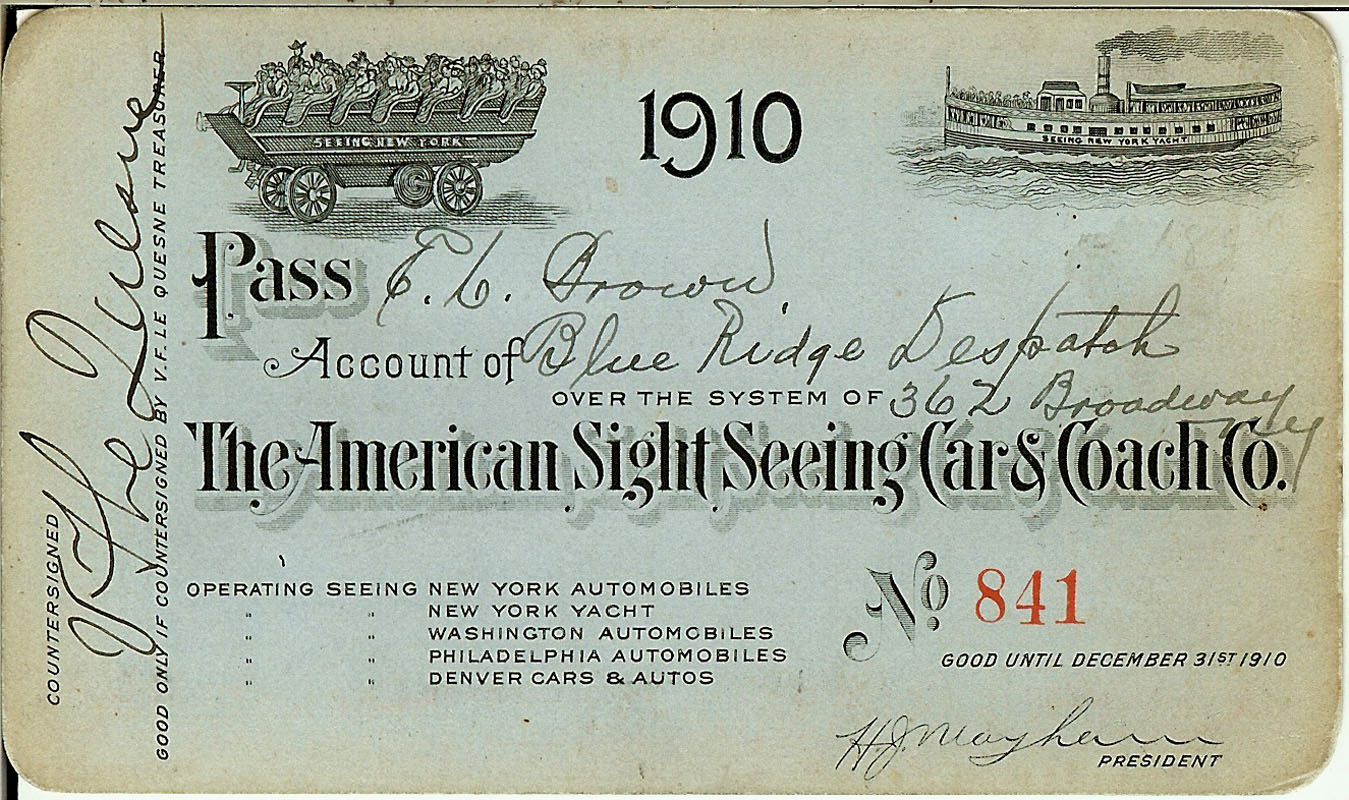 SEEING NEW YORK
1910
SEEING NEW YORK YACHT
Pass E. L. Brown
Account of Blue Ridge Despatch
OVER THE SYSTEM OF 362 Broadway
The American Sight Seeing Car & Coach Co.
OPERATING SEEING NEW YORK AUTOMOBILES
" " NEW YORK YACHT
" " WASHINGTON AUTOMOBILES
" " PHILADELPHIA AUTOMOBILES
" " DENVER CARS & AUTOS
No 841
GOOD UNTIL DECEMBER 31ST 1910
H. J. Mayham
PRESIDENT
COUNTERSIGNED
V. F. Le Quesne
GOOD ONLY IF COUNTERSIGNED BY V. F. LE QUESNE TREASURER